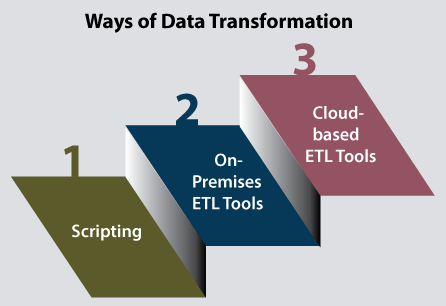 Ways of Data Transformation
1
Scripting
2
On-
Premises
ETL Tools
3
Cloud-
based
ETL Tools